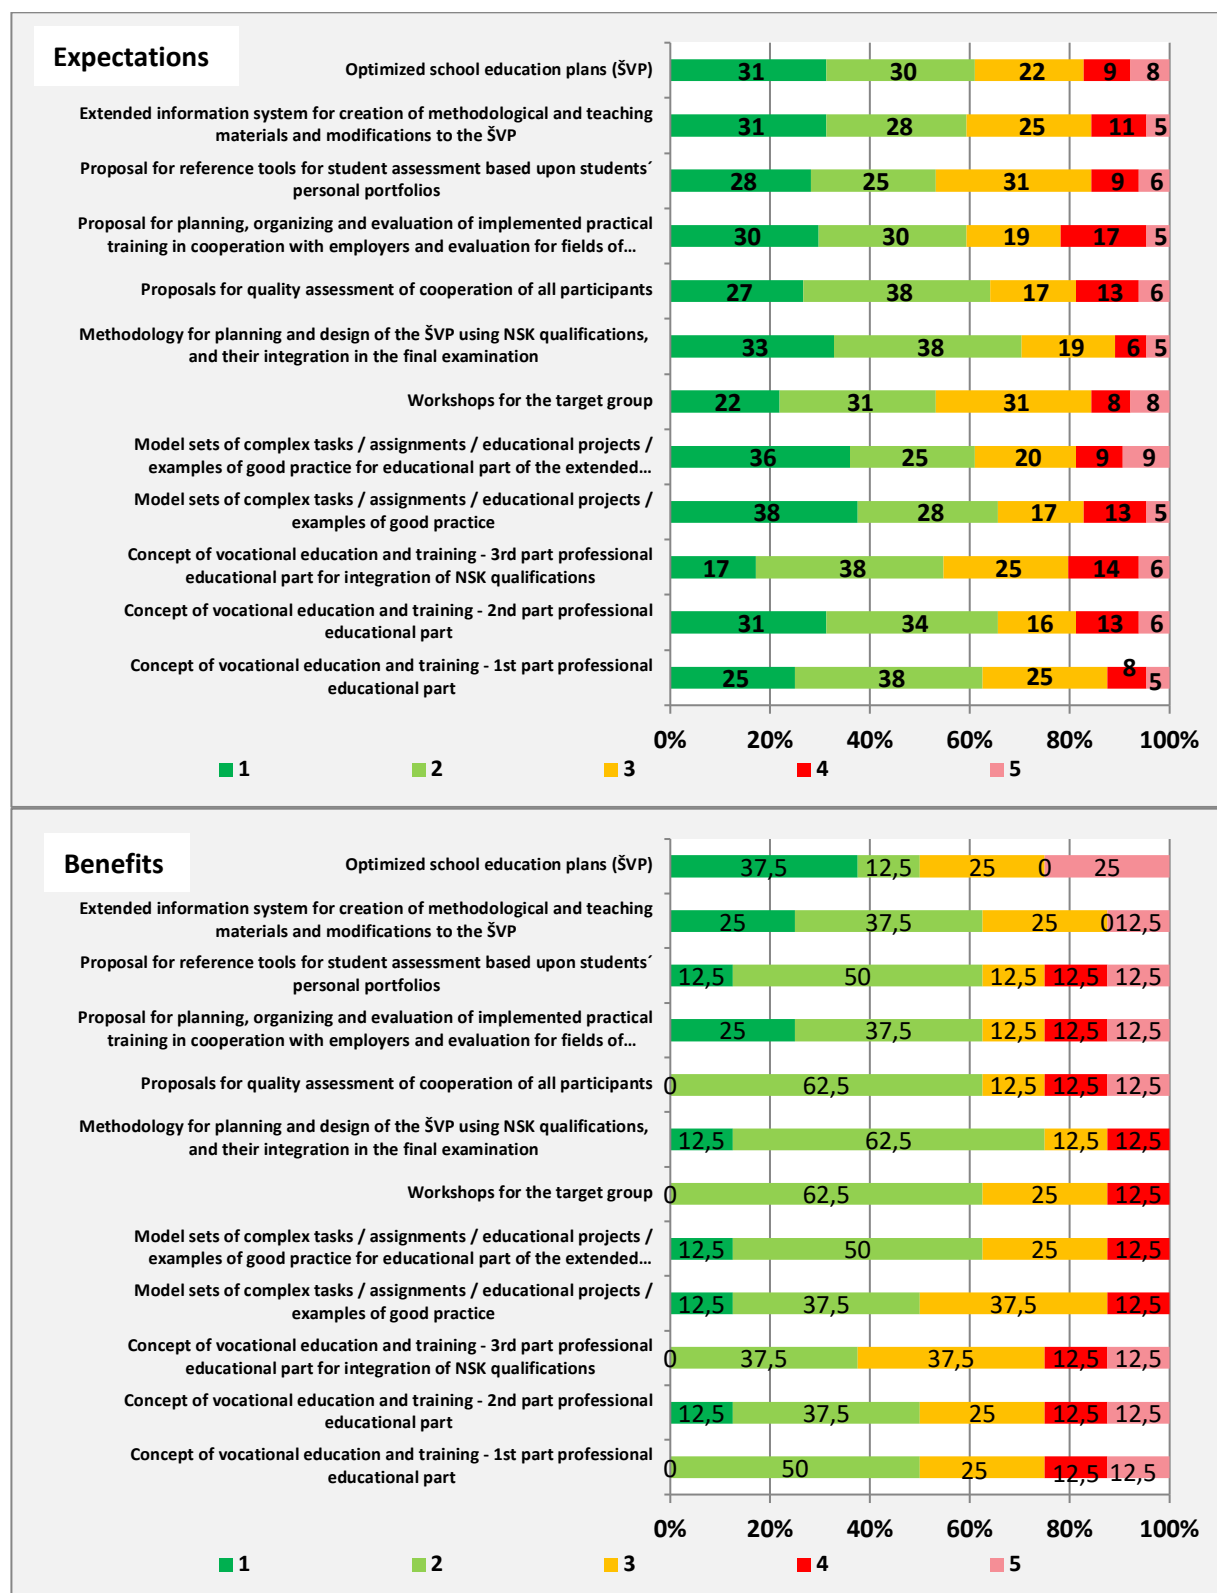 Expectations
Optimized school education plans (ŠVP)
31 30 22 9 8
Extended information system for creation of methodological and teaching
materials and modifications to the ŠVP
31 28 25 11 5
Proposal for reference tools for student assessment based upon students´
personal portfolios
28 25 31 9 6
Proposal for planning, organizing and evaluation of implemented practical
training in cooperation with employers and evaluation for fields of…
30 30 19 17 5
Proposals for quality assessment of cooperation of all participants
27 38 17 13 6
Methodology for planning and design of the ŠVP using NSK qualifications,
and their integration in the final examination
33 38 19 6 5
Workshops for the target group
22 31 31 8 8
Model sets of complex tasks / assignments / educational projects /
examples of good practice for educational part of the extended…
36 25 20 9 9
Model sets of complex tasks / assignments / educational projects /
examples of good practice
38 28 17 13 5
Concept of vocational education and training - 3rd part professional
educational part for integration of NSK qualifications
17 38 25 14 6
Concept of vocational education and training - 2nd part professional
educational part
31 34 16 13 6
Concept of vocational education and training - 1st part professional
educational part
25 38 25 8 5
0% 20% 40% 60% 80% 100%
1 2 3 4 5
Benefits
Optimized school education plans (ŠVP)
37,5 12,5 25 0 25
Extended information system for creation of methodological and teaching
materials and modifications to the ŠVP
25 37,5 25 0 12,5
Proposal for reference tools for student assessment based upon students´
personal portfolios
12,5 50 12,5 12,5 12,5
Proposal for planning, organizing and evaluation of implemented practical
training in cooperation with employers and evaluation for fields of…
25 37,5 12,5 12,5 12,5
Proposals for quality assessment of cooperation of all participants
0 62,5 12,5 12,5 12,5
Methodology for planning and design of the ŠVP using NSK qualifications,
and their integration in the final examination
12,5 62,5 12,5 12,5
Workshops for the target group
0 62,5 25 12,5
Model sets of complex tasks / assignments / educational projects /
examples of good practice for educational part of the extended…
12,5 50 25 12,5
Model sets of complex tasks / assignments / educational projects /
examples of good practice
12,5 37,5 37,5 12,5
Concept of vocational education and training - 3rd part professional
educational part for integration of NSK qualifications
0 37,5 37,5 12,5 12,5
Concept of vocational education and training - 2nd part professional
educational part
12,5 37,5 25 12,5 12,5
Concept of vocational education and training - 1st part professional
educational part
0 50 25 12,5 12,5
0% 20% 40% 60% 80% 100%
1 2 3 4 5